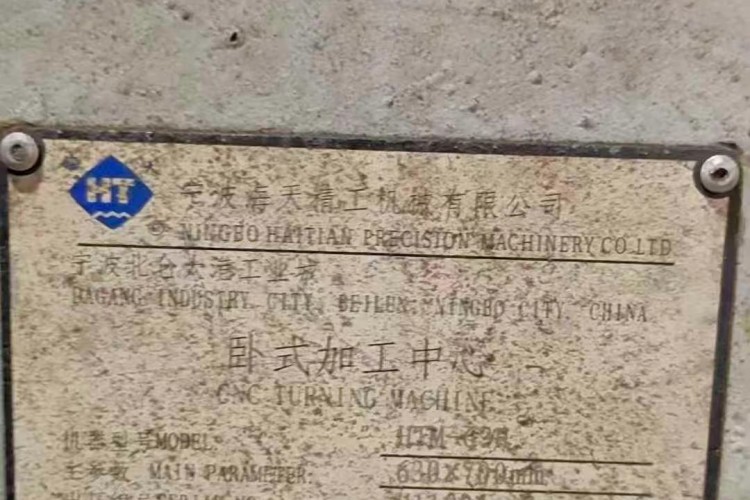 HT 宁波海天精工机械有限公司
NINGBO HAITIAN PRECISION MACHINERY CO LTD
宁波北仑大港工业城
DAGANG INDUSTRY CITY, BEILUN, NINGBO CITY, CHINA
卧式加工中心
CNC TURNING MACHINE
机器型号MODEL
主参数 MAIN PARAMETER 630×700mm